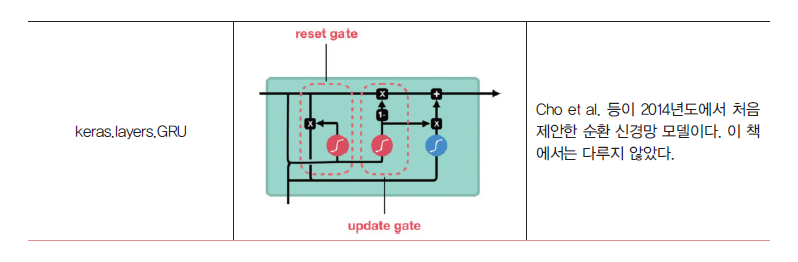 reset gate
keras.layers.GRU
x
+
1-
x
x
update gate
Cho et al. 등이 2014년도에서 처음
제안한 순환 신경망 모델이다. 이 책
에서는 다루지 않았다.